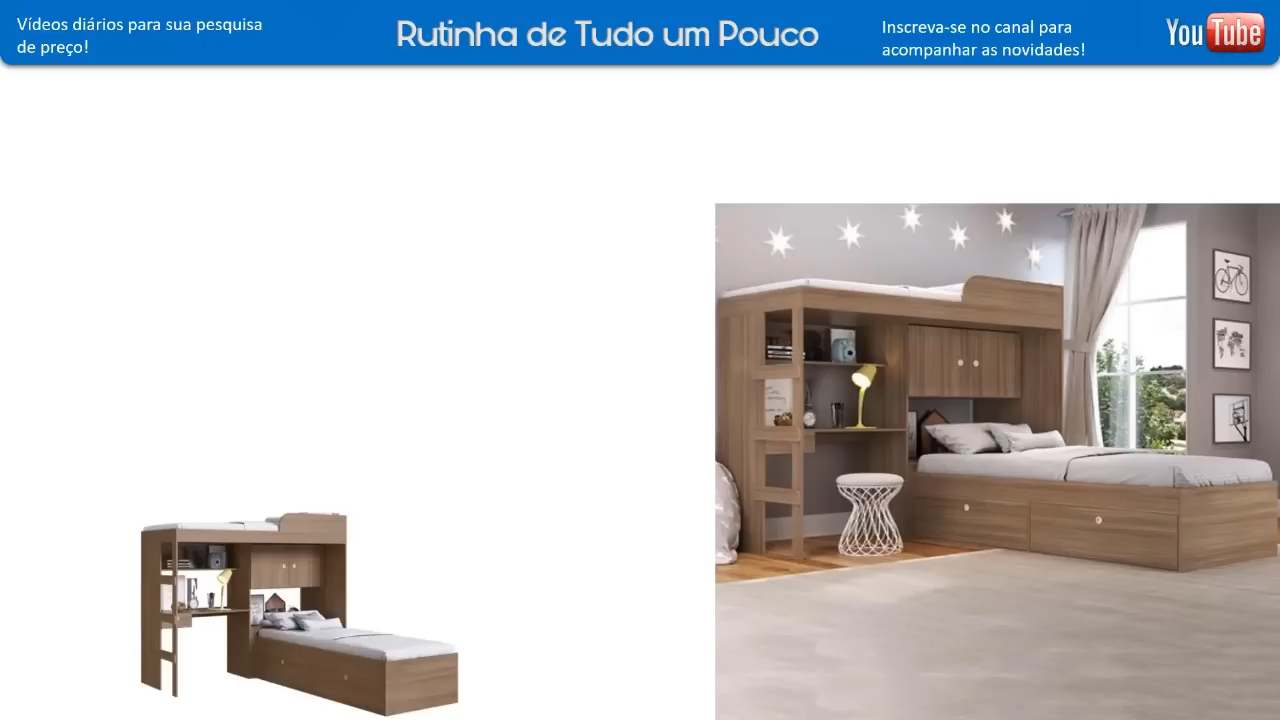 Vídeos diários para sua pesquisa
de preço!
Rutinha de Tudo um Pouco
Inscreva-se no canal para
acompanhar as novidades!
YouTube